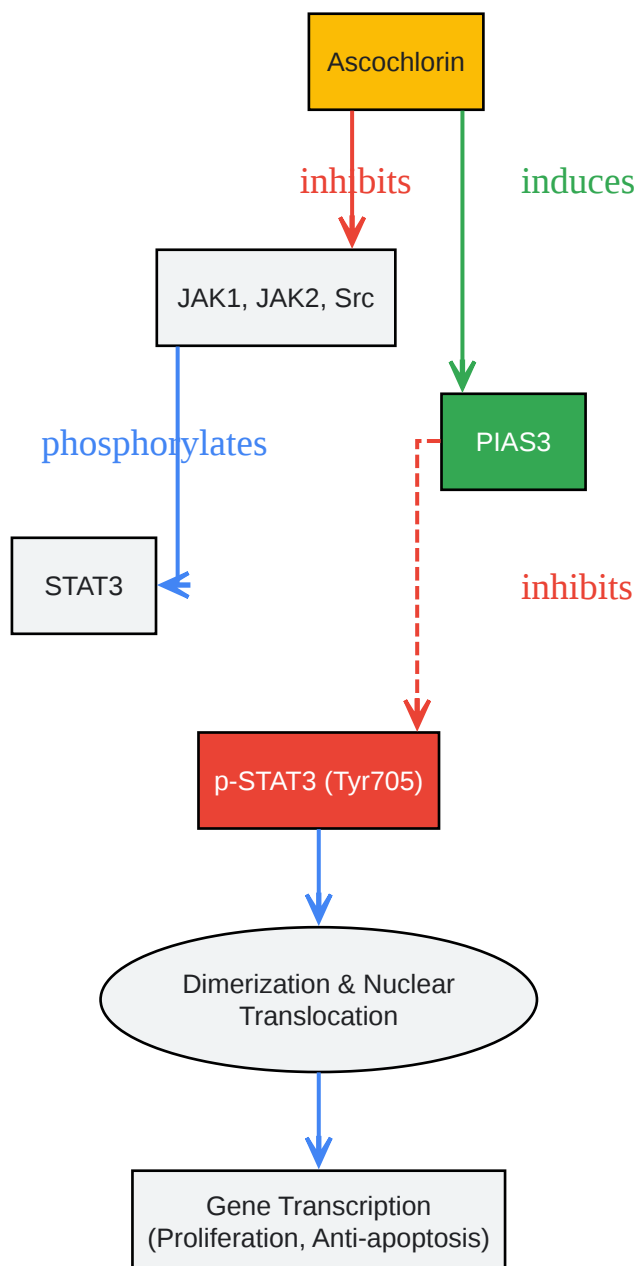 Ascochlorin
inhibits
induces
JAK1, JAK2, Src
phosphorylates
PIAS3
STAT3
inhibits
p-STAT3 (Tyr705)
Dimerization & Nuclear
Translocation
Gene Transcription
(Proliferation, Anti-apoptosis)